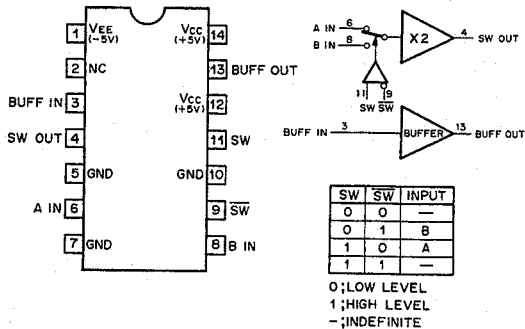 1 VEE (-5V)
VCC (+5V) 14
2 NC
13 BUFF OUT
BUFF IN 3
VCC (+5V) 12
SW OUT 4
11 SW
5 GND
GND 10
A IN 6
9 S̅W̅
7 GND
8 B IN
A IN 6
B IN 8
X2
4 SW OUT
11 9
SW S̅W̅
BUFF IN 3
BUFFER
13 BUFF OUT
SW S̅W̅ INPUT
0 0 –
0 1 B
1 0 A
1 1 –
0;LOW LEVEL
1;HIGH LEVEL
–;INDEFINITE